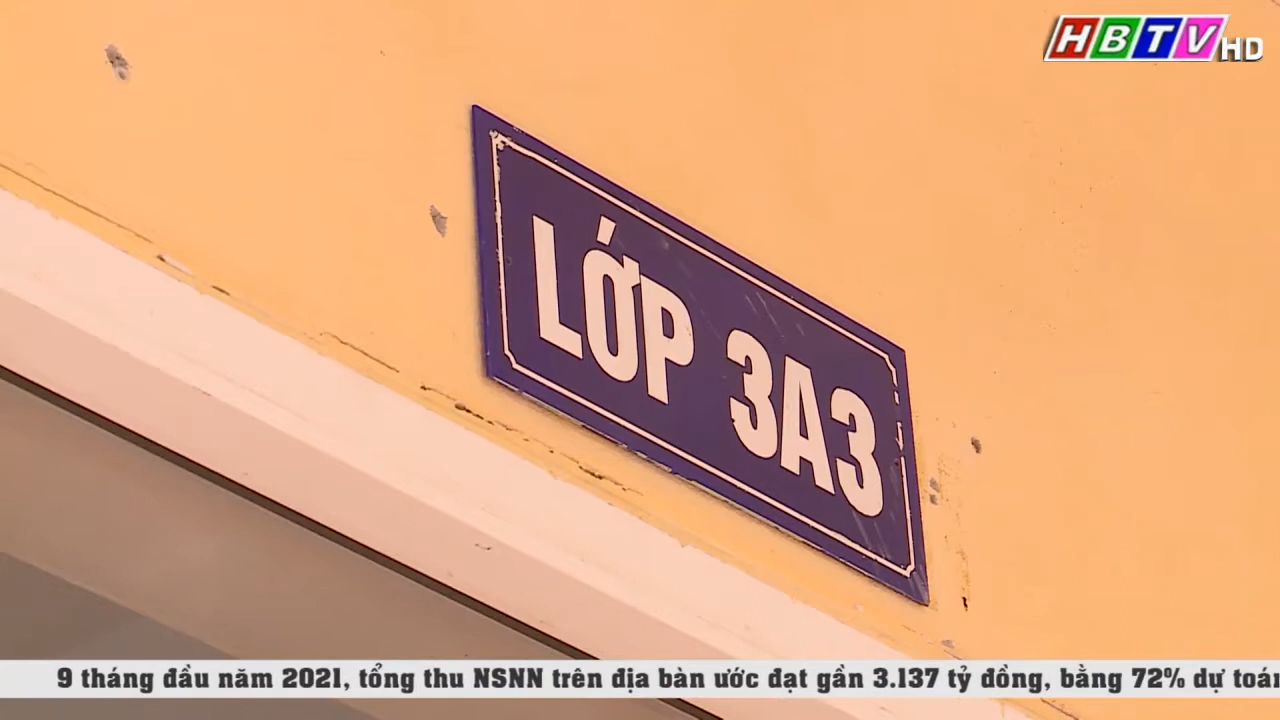 HBTV HD
LỚP 3A3
9 tháng đầu năm 2021, tổng thu NSNN trên địa bàn ước đạt gần 3.137 tỷ đồng, bằng 72% dự toán